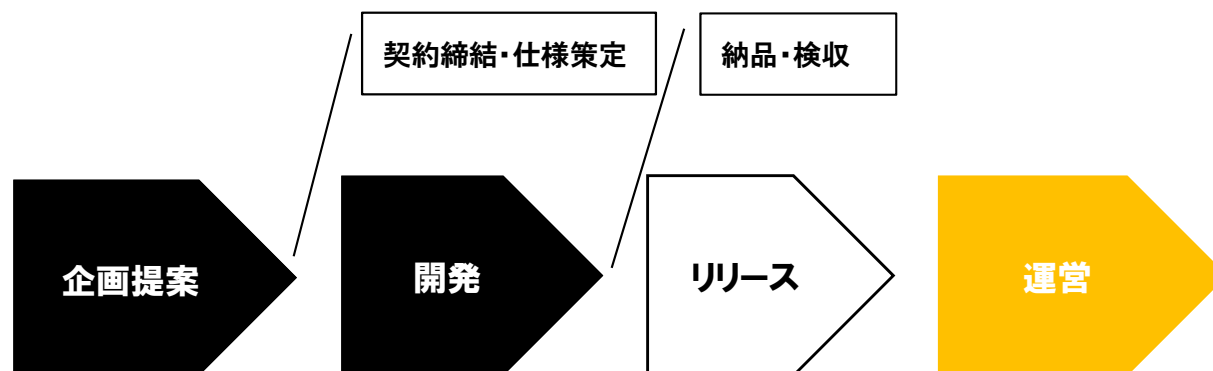 契約締結・仕様策定
納品・検収
企画提案
開発
リリース
運営